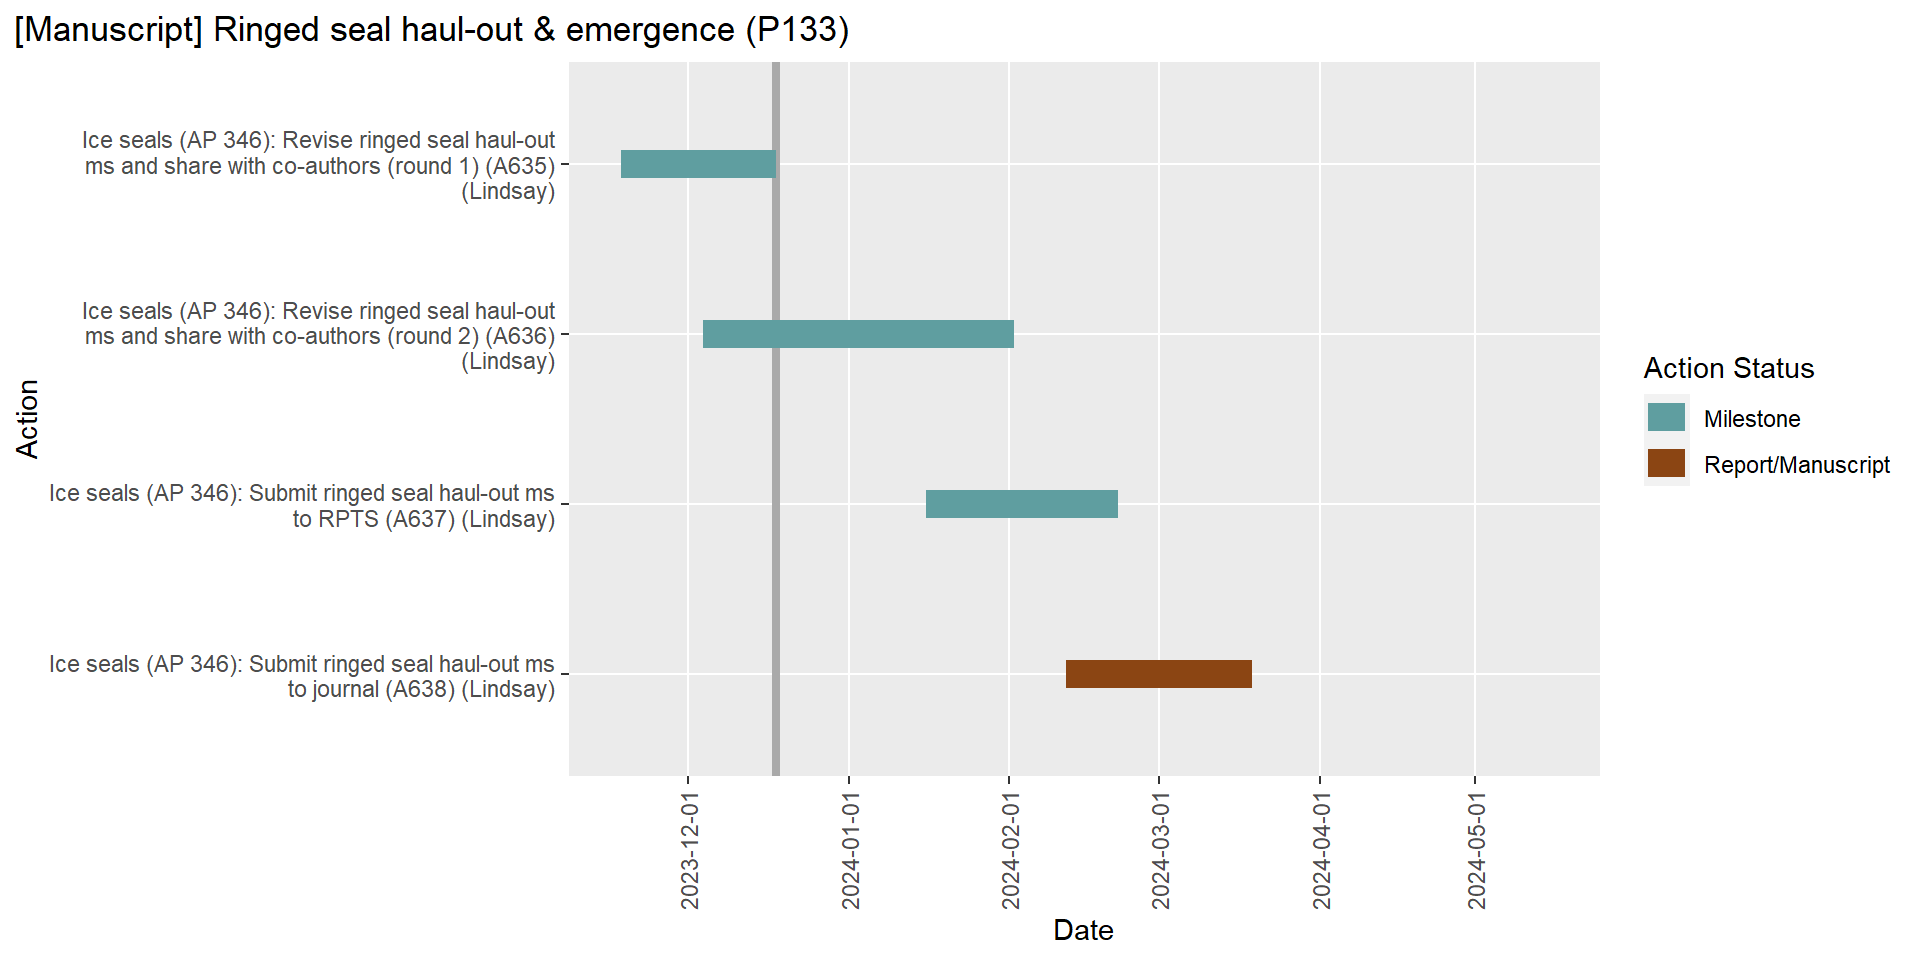 [Manuscript] Ringed seal haul-out & emergence (P133)
Ice seals (AP 346): Revise ringed seal haul-out
ms and share with co-authors (round 1) (A635)
(Lindsay)
Ice seals (AP 346): Revise ringed seal haul-out
ms and share with co-authors (round 2) (A636)
(Lindsay)
Ice seals (AP 346): Submit ringed seal haul-out ms
to RPTS (A637) (Lindsay)
Ice seals (AP 346): Submit ringed seal haul-out ms
to journal (A638) (Lindsay)
Action
2023-12-01
2024-01-01
2024-02-01
2024-03-01
2024-04-01
2024-05-01
Date
Action Status
Milestone
Report/Manuscript